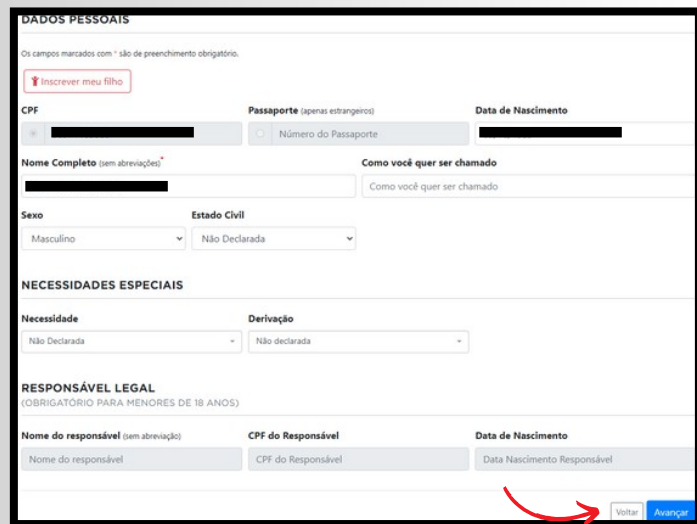 DADOS PESSOAIS
Os campos marcados com * são de preenchimento obrigatório.
Inscrever meu filho
CPF Passaporte (apenas estrangeiros) Data de Nascimento
Número do Passaporte
Nome Completo (sem abreviações)* Como você quer ser chamado
Como você quer ser chamado
Sexo Estado Civil
Masculino Não Declarada
NECESSIDADES ESPECIAIS
Necessidade Derivação
Não Declarada Não declarada
RESPONSÁVEL LEGAL
(OBRIGATÓRIO PARA MENORES DE 18 ANOS)
Nome do responsável (sem abreviação) CPF do Responsável Data de Nascimento
Nome do responsável CPF do Responsável Data Nascimento Responsável
Voltar Avançar